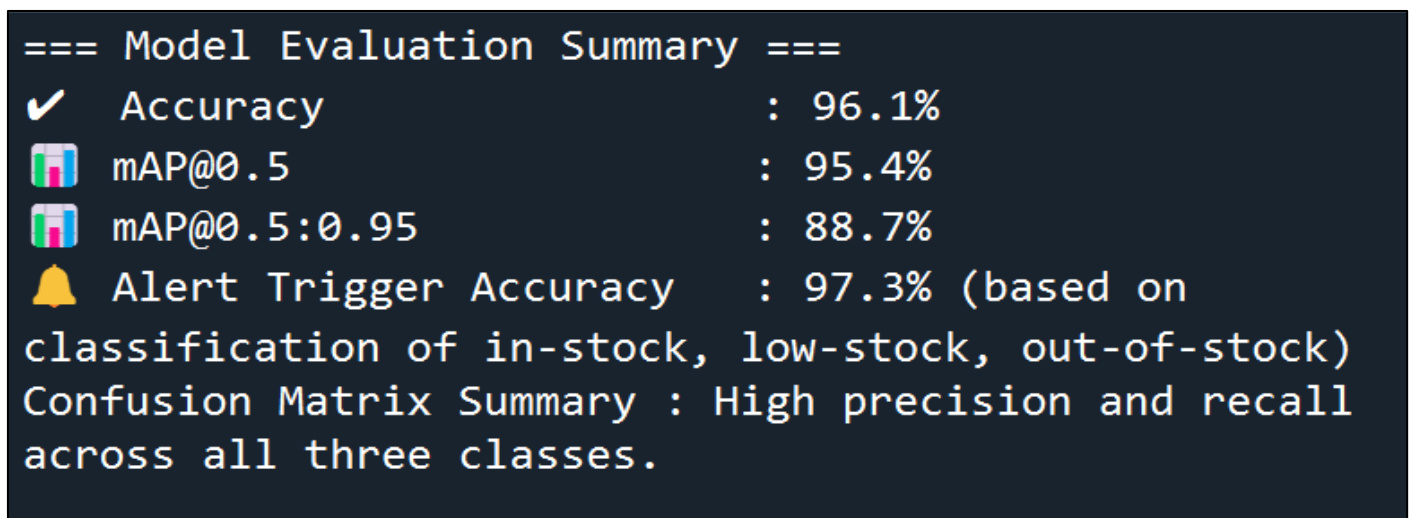 === Model Evaluation Summary ===
✔ Accuracy : 96.1%
📊 mAP@0.5 : 95.4%
📊 mAP@0.5:0.95 : 88.7%
🔔 Alert Trigger Accuracy : 97.3% (based on
classification of in-stock, low-stock, out-of-stock)
Confusion Matrix Summary : High precision and recall
across all three classes.